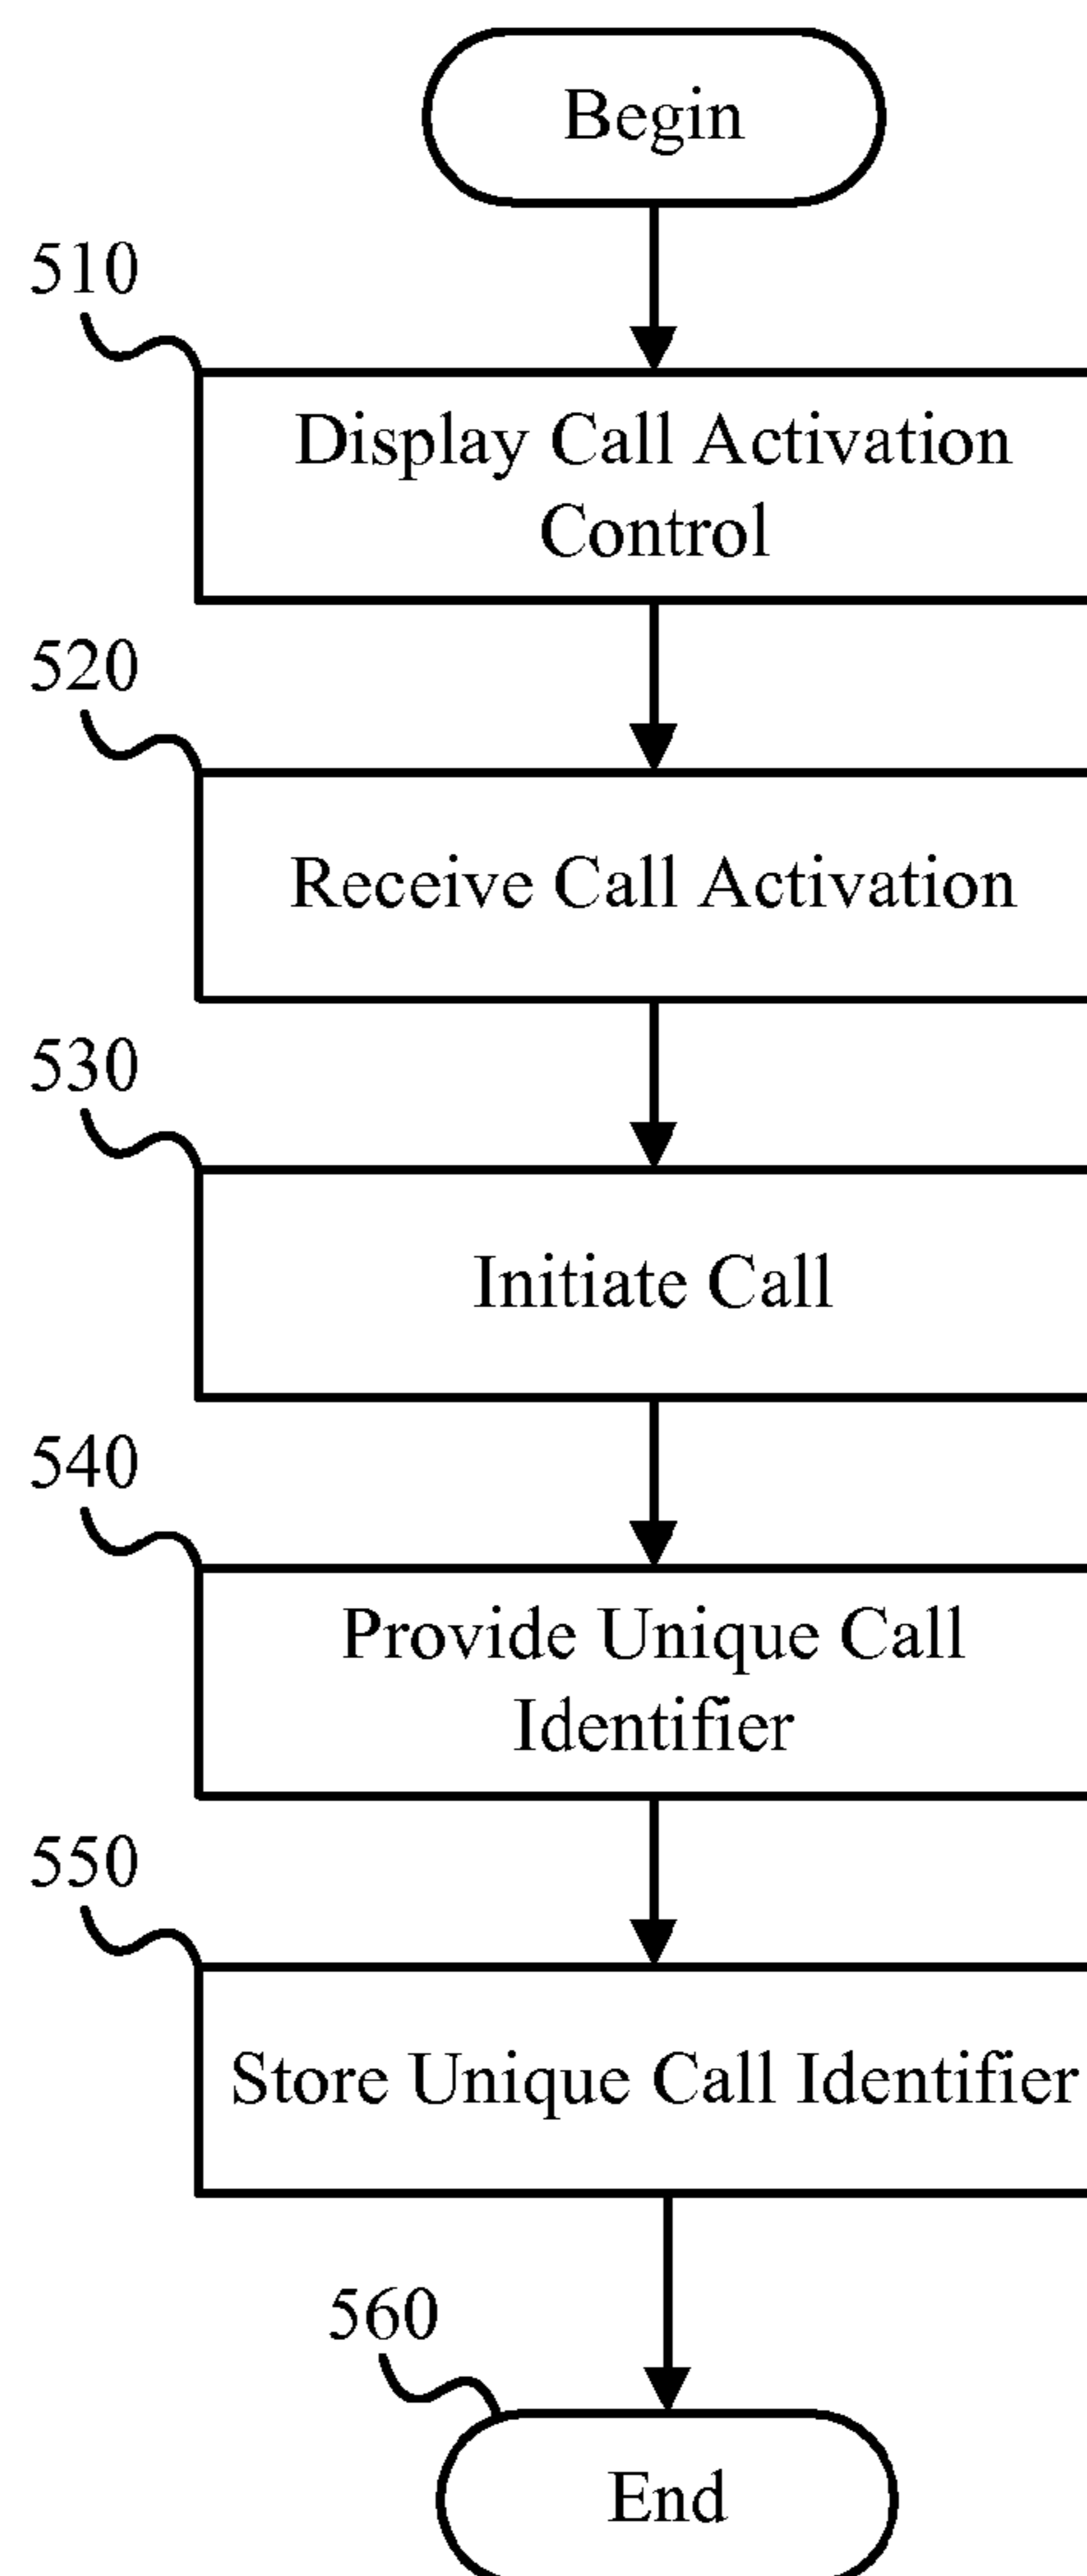 Begin
510
Display Call Activation
Control
520
Receive Call Activation
530
Initiate Call
540
Provide Unique Call
Identifier
550
Store Unique Call Identifier
560
End